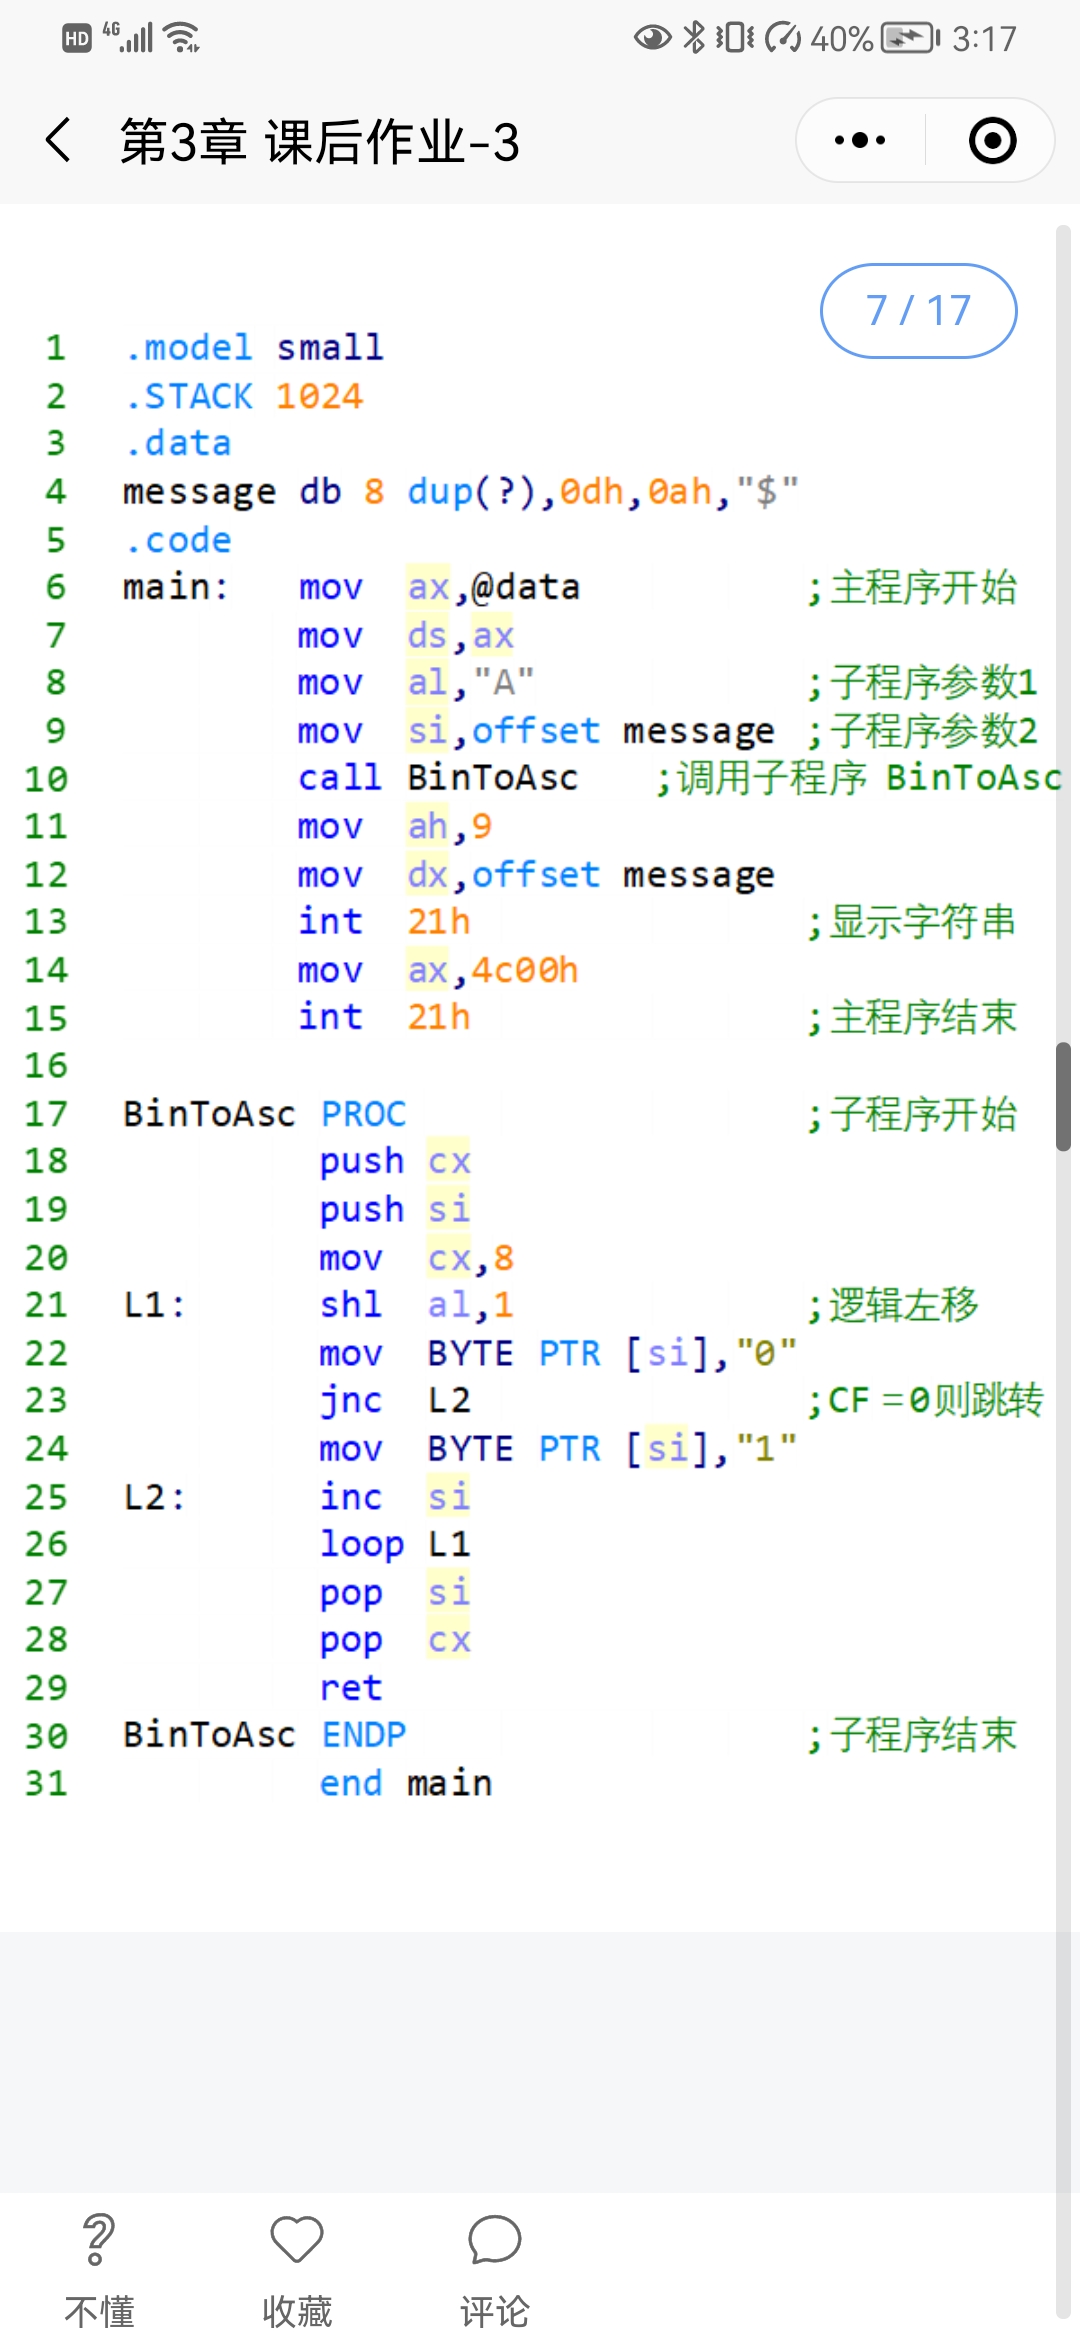 HD 4G 40% 3:17
第3章 课后作业-3
7 / 17
1 .model small
2 .STACK 1024
3 .data
4 message db 8 dup(?),0dh,0ah,"$"
5 .code
6 main: mov ax,@data ;主程序开始
7 mov ds,ax
8 mov al,"A" ;子程序参数1
9 mov si,offset message ;子程序参数2
10 call BinToAsc ;调用子程序 BinToAsc
11 mov ah,9
12 mov dx,offset message
13 int 21h ;显示字符串
14 mov ax,4c00h
15 int 21h ;主程序结束
16
17 BinToAsc PROC ;子程序开始
18 push cx
19 push si
20 mov cx,8
21 L1: shl al,1 ;逻辑左移
22 mov BYTE PTR [si],"0"
23 jnc L2 ;CF =0则跳转
24 mov BYTE PTR [si],"1"
25 L2: inc si
26 loop L1
27 pop si
28 pop cx
29 ret
30 BinToAsc ENDP ;子程序结束
31 end main
不懂 收藏 评论